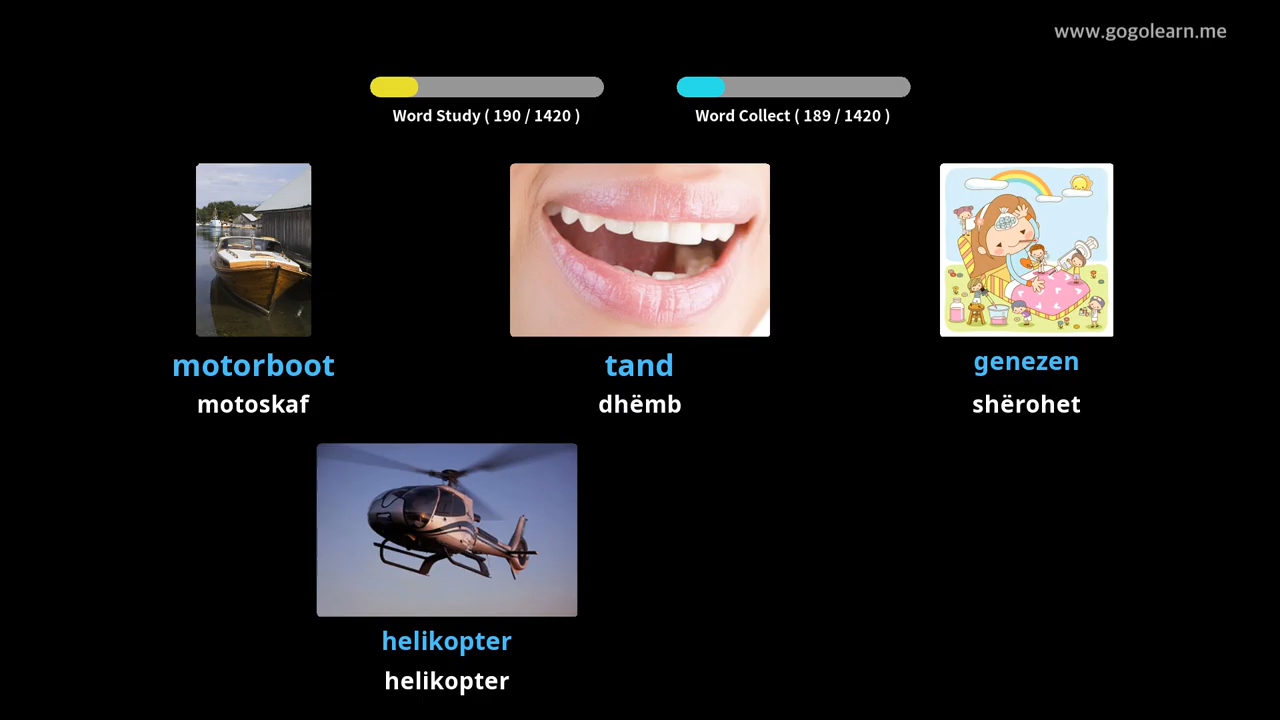 www.gogolearn.me
Word Study ( 190 / 1420 )
Word Collect ( 189 / 1420 )
motorboot
motoskaf
tand
dhëmb
genezen
shërohet
helikopter
helikopter